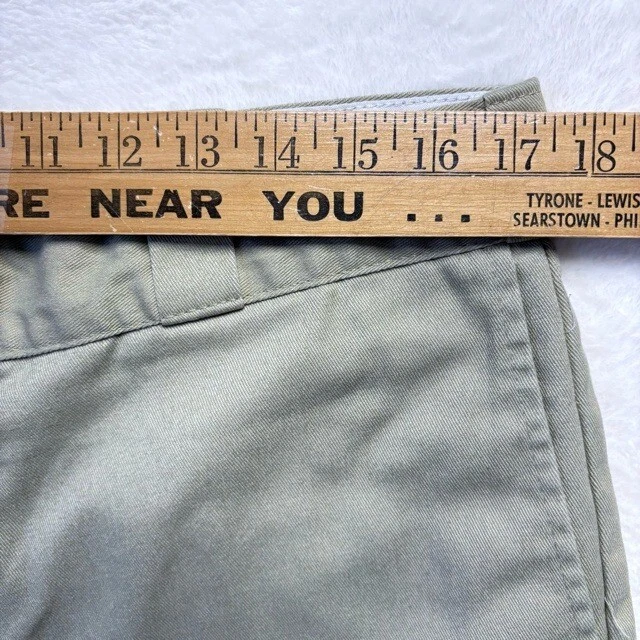 11 12 13 14 15 16 17 18
RE NEAR YOU ... TYRONE - LEWIS
SEARSTOWN - PHI